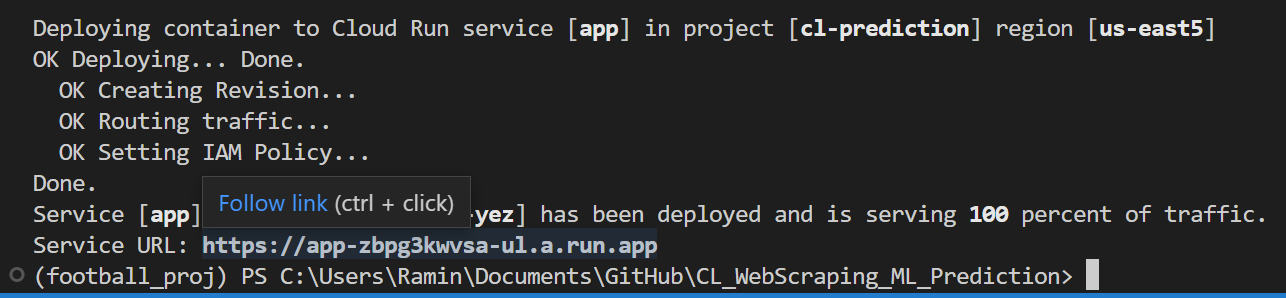 Deploying container to Cloud Run service [app] in project [cl-prediction] region [us-east5]
OK Deploying... Done.
OK Creating Revision...
OK Routing traffic...
OK Setting IAM Policy...
Done.
Follow link (ctrl + click)
Service [app] -yez] has been deployed and is serving 100 percent of traffic.
Service URL: https://app-zbpg3kwvsa-ul.a.run.app
(football_proj) PS C:\Users\Ramin\Documents\GitHub\CL_WebScraping_ML_Prediction>